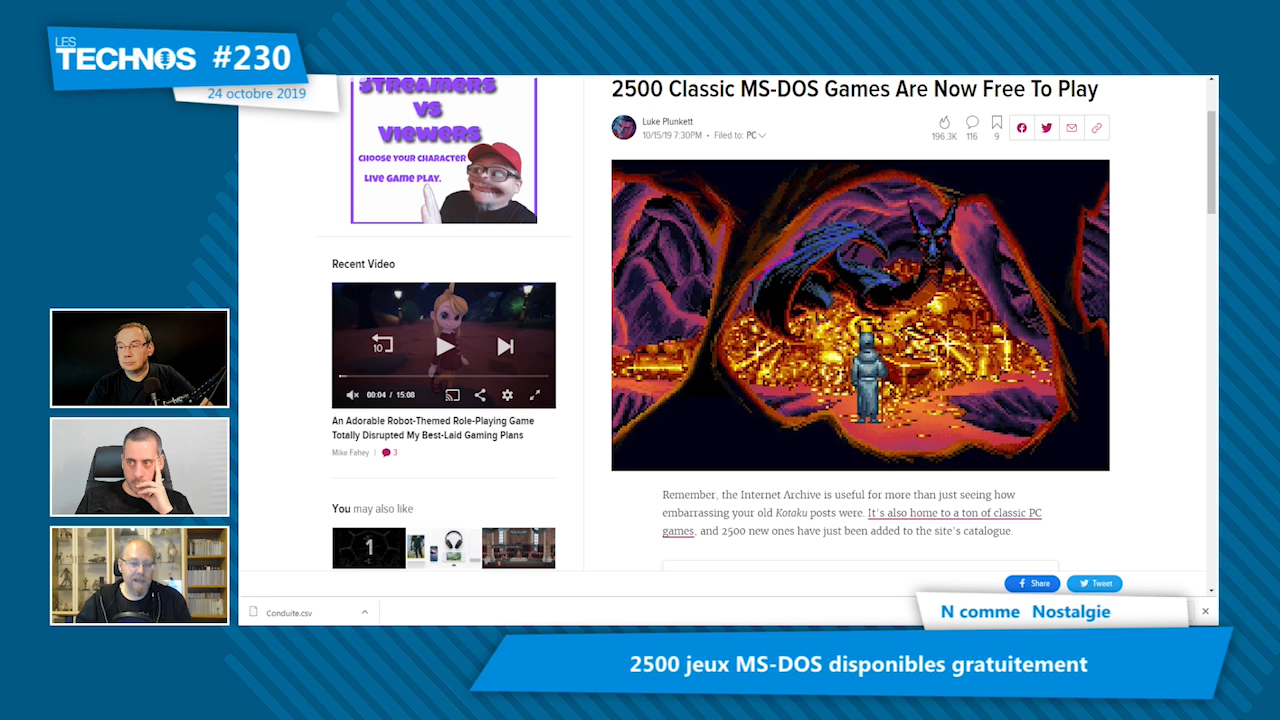 LES
TECHNOS #230
24 octobre 2019
STREAMERS
VS
VIEWERS
CHOOSE YOUR CHARACTER
LIVE GAME PLAY.
Recent Video
10
00:04 / 15:08
An Adorable Robot-Themed Role-Playing Game
Totally Disrupted My Best-Laid Gaming Plans
Mike Fahey | 3
You may also like
1
2500 Classic MS-DOS Games Are Now Free To Play
Luke Plunkett
10/15/19 7:30PM • Filed to: PC
196.3K 116 9
Remember, the Internet Archive is useful for more than just seeing how
embarrassing your old Kotaku posts were. It's also home to a ton of classic PC
games, and 2500 new ones have just been added to the site's catalogue.
Share Tweet
Conduite.csv
N comme Nostalgie
2500 jeux MS-DOS disponibles gratuitement